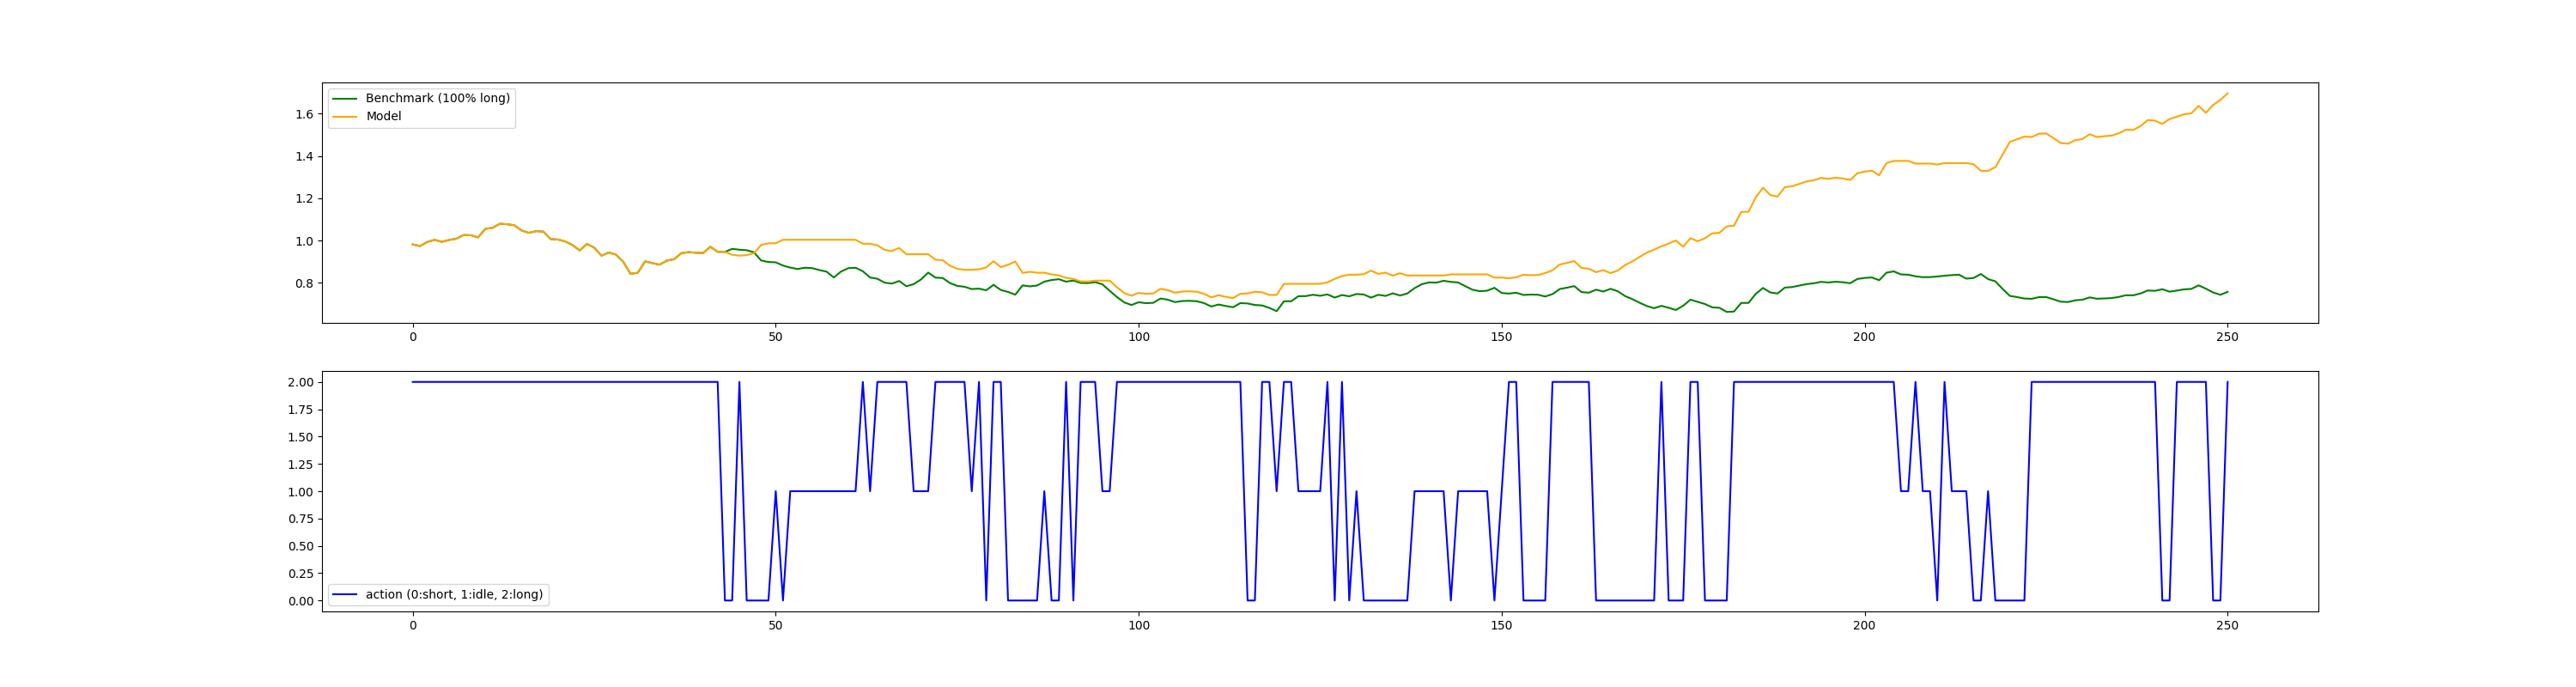 Benchmark (100% long)
Model
1.6
1.4
1.2
1.0
0.8
0 50 100 150 200 250
2.00
1.75
1.50
1.25
1.00
0.75
0.50
0.25
0.00
action (0:short, 1:idle, 2:long)
0 50 100 150 200 250